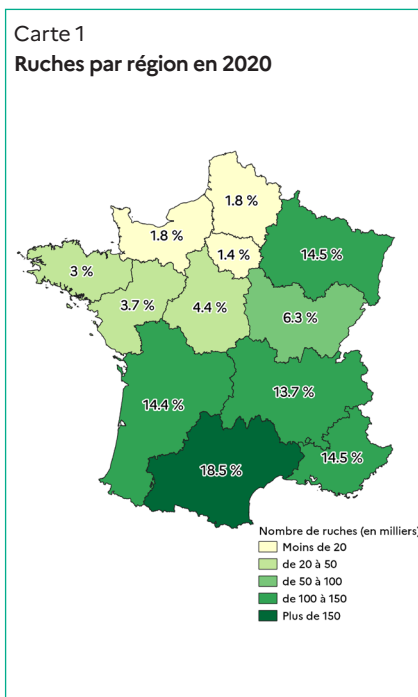 Carte 1
Ruches par région en 2020
1.8 %
1.8 %
1.4 %
14.5 %
3 %
3.7 %
4.4 %
6.3 %
14.4 %
13.7 %
18.5 %
14.5 %
Nombre de ruches (en milliers)
Moins de 20
de 20 à 50
de 50 à 100
de 100 à 150
Plus de 150